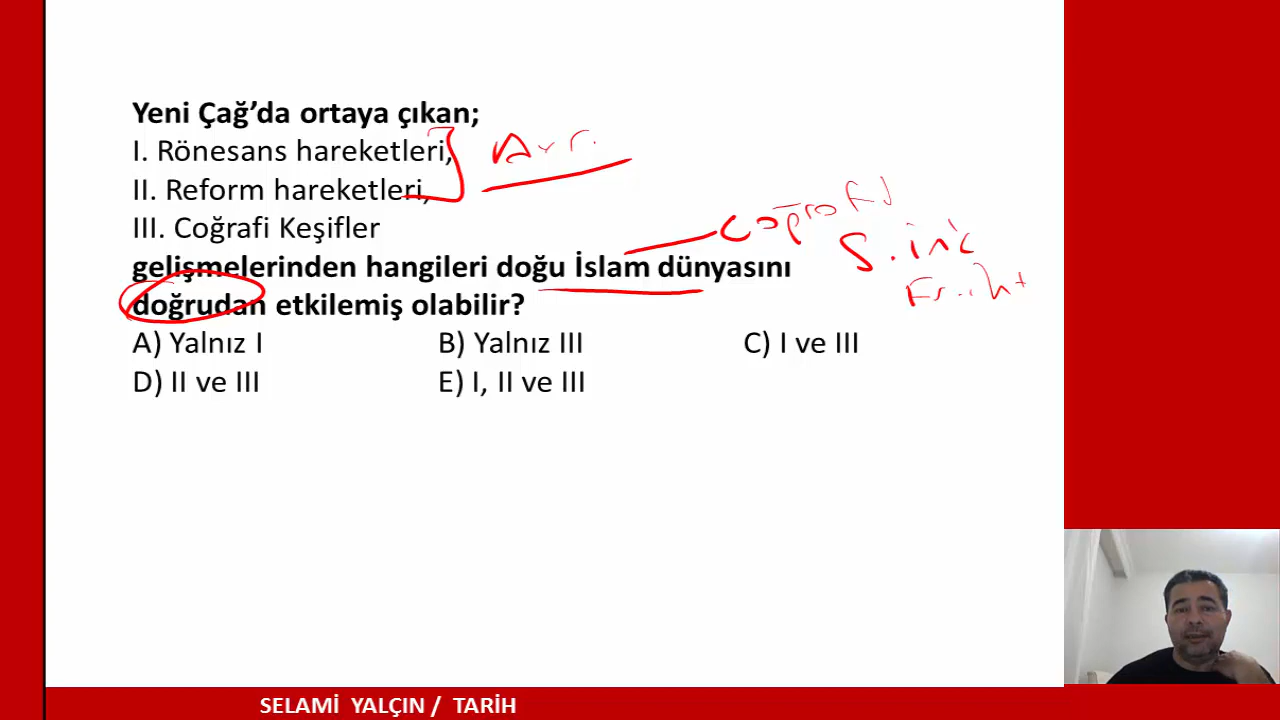 Yeni Çağ’da ortaya çıkan;
I. Rönesans hareketleri,
Avr.
II. Reform hareketleri,
III. Coğrafi Keşifler
gelişmelerinden hangileri doğu İslam dünyasını
doğrudan etkilemiş olabilir?
A) Yalnız I B) Yalnız III C) I ve III
D) II ve III E) I, II ve III
SELAMİ YALÇIN / TARİH